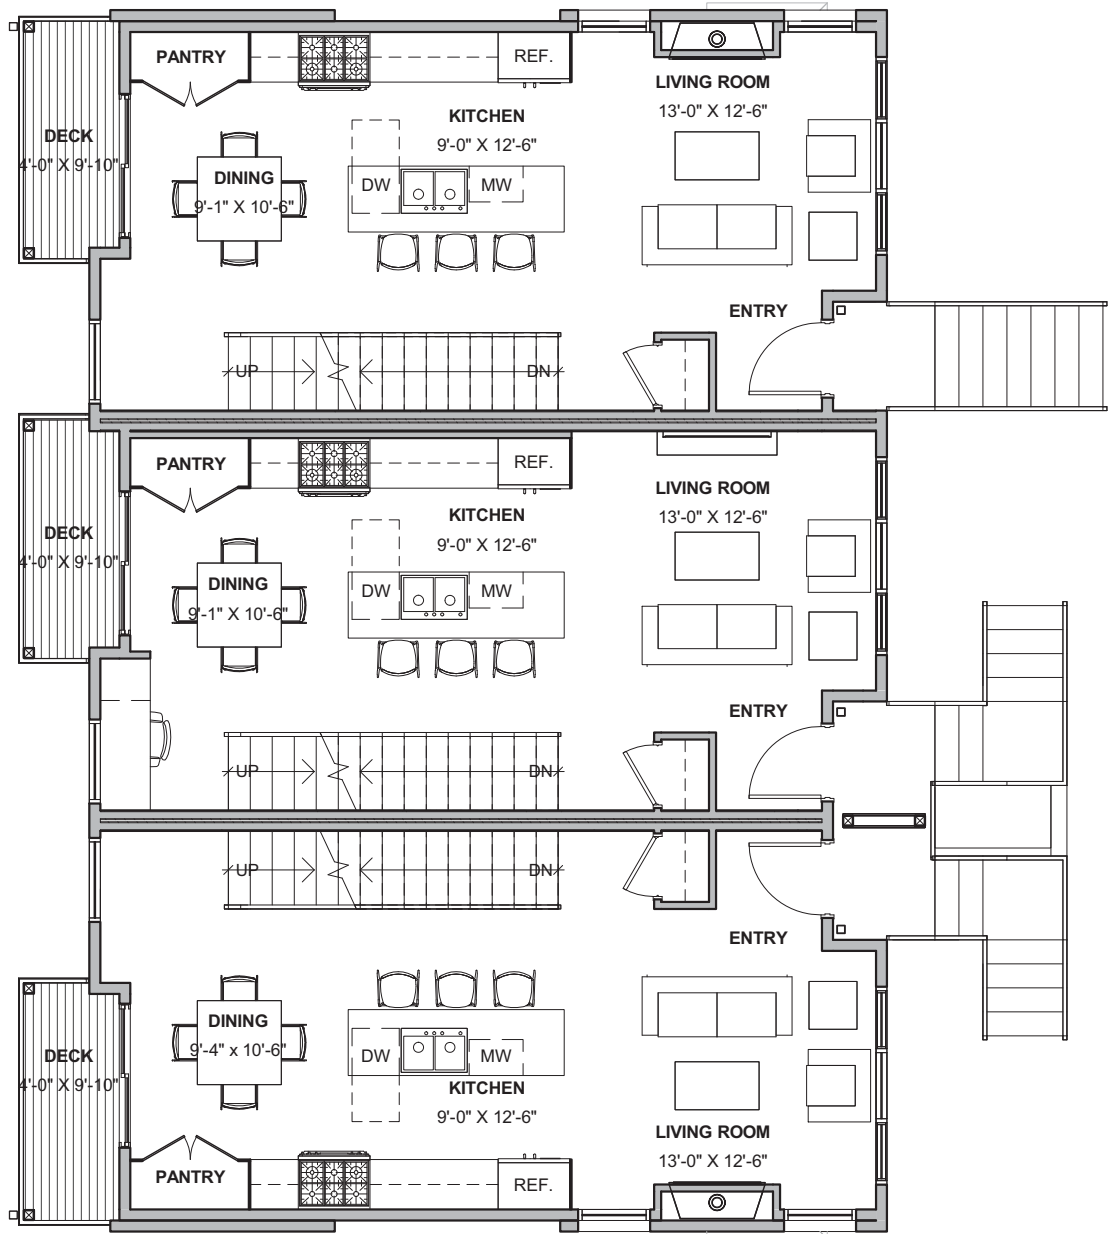 PANTRY
REF.
LIVING ROOM
13'-0" X 12'-6"
KITCHEN
9'-0" X 12'-6"
DECK
4'-0" X 9'-10"
DINING
9'-1" X 10'-6"
DW
MW
ENTRY
UP
DN
PANTRY
REF.
LIVING ROOM
13'-0" X 12'-6"
KITCHEN
9'-0" X 12'-6"
DECK
4'-0" X 9'-10"
DINING
9'-1" X 10'-6"
DW
MW
ENTRY
UP
DN
UP
DN
ENTRY
DINING
9'-4" x 10'-6"
DECK
4'-0" X 9'-10"
DW
MW
KITCHEN
9'-0" X 12'-6"
LIVING ROOM
13'-0" X 12'-6"
PANTRY
REF.